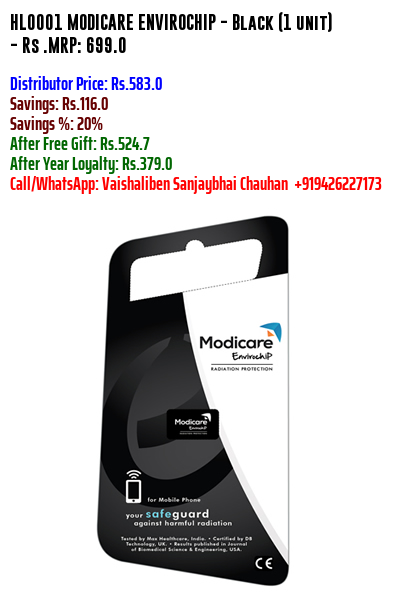 HL0001 MODICARE ENVIROCHIP - Black (1 unit)
- Rs .MRP: 699.0
Distributor Price: Rs.583.0
Savings: Rs.116.0
Savings %: 20%
After Free Gift: Rs.524.7
After Year Loyalty: Rs.379.0
Call/WhatsApp: Vaishaliben Sanjaybhai Chauhan +919426227173
Modicare
EnvirochiP
RADIATION PROTECTION
Modicare
EnvirochiP
for Mobile Phone
your safeguard
against harmful radiation
Tested by Max Healthcare, India. • Certified by DB
Technology, UK. • Results published in Journal
of Biomedical Science & Engineering, USA.
CE